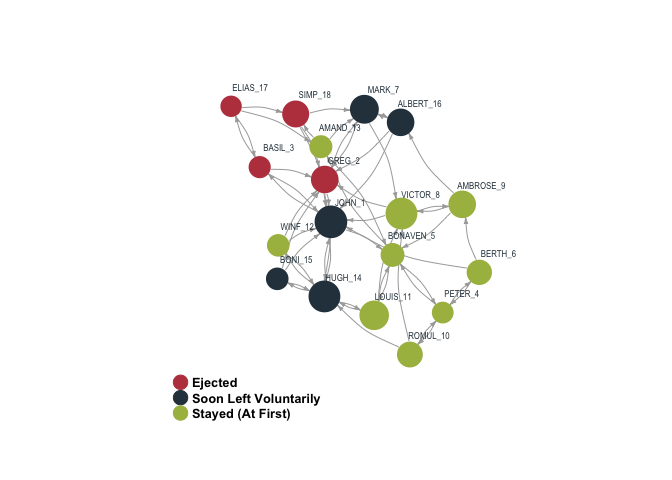 ELIAS_17
MARK_7
SIMP_18
ALBERT_16
AMAND_13
BASIL_3
GREG_2
AMBROSE_9
VICTOR_8
JOHN_1
WINF_12
BONAVEN_5
BERTH_6
BONI_15
HUGH_14
PETER_4
LOUIS_11
ROMUL_10
Ejected
Soon Left Voluntarily
Stayed (At First)